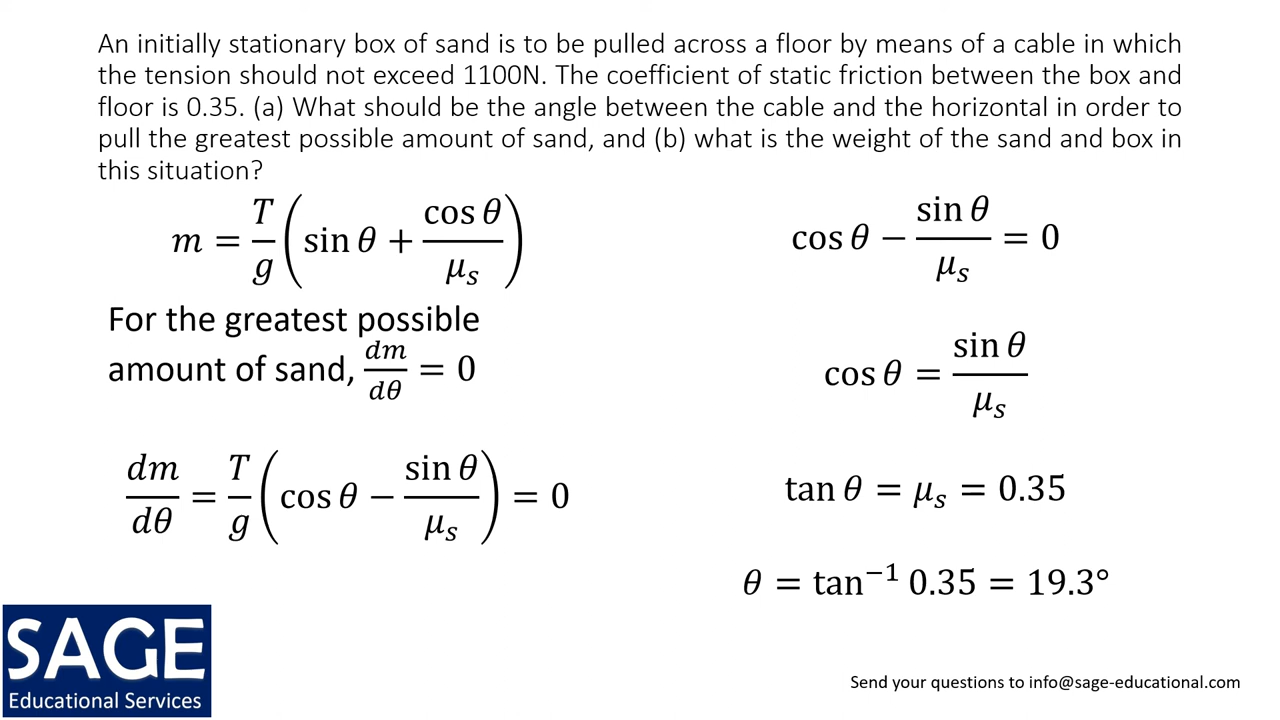 An initially stationary box of sand is to be pulled across a floor by means of a cable in which
the tension should not exceed 1100N. The coefficient of static friction between the box and
floor is 0.35. (a) What should be the angle between the cable and the horizontal in order to
pull the greatest possible amount of sand, and (b) what is the weight of the sand and box in
this situation?
m = T/g (sin θ + cos θ/μₛ)
For the greatest possible
amount of sand, dm/dθ = 0
dm/dθ = T/g (cos θ − sin θ/μₛ) = 0
cos θ − sin θ/μₛ = 0
cos θ = sin θ/μₛ
tan θ = μₛ = 0.35
θ = tan⁻¹ 0.35 = 19.3°
SAGE
Educational Services
Send your questions to info@sage-educational.com